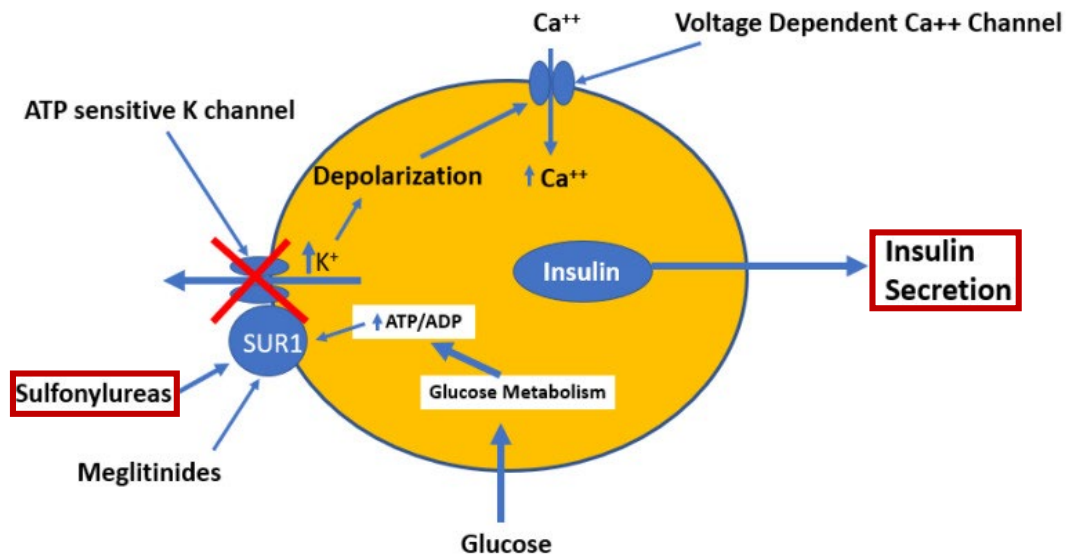 Ca⁺⁺
Voltage Dependent Ca++ Channel
ATP sensitive K channel
Depolarization
Ca⁺⁺
K⁺
Insulin
Insulin
Secretion
ATP/ADP
SUR1
Sulfonylureas
Glucose Metabolism
Meglitinides
Glucose